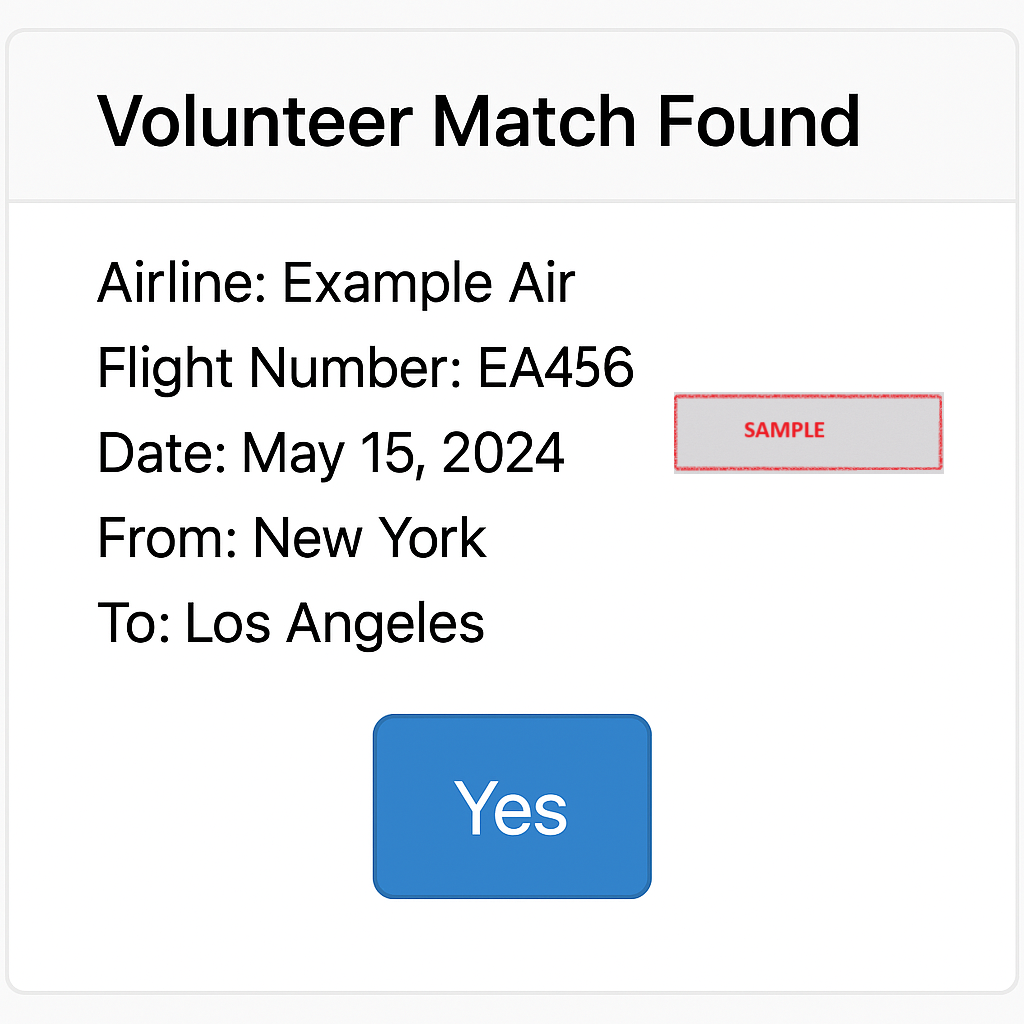 Volunteer Match Found
Airline: Example Air
Flight Number: EA456
SAMPLE
Date: May 15, 2024
From: New York
To: Los Angeles
Yes